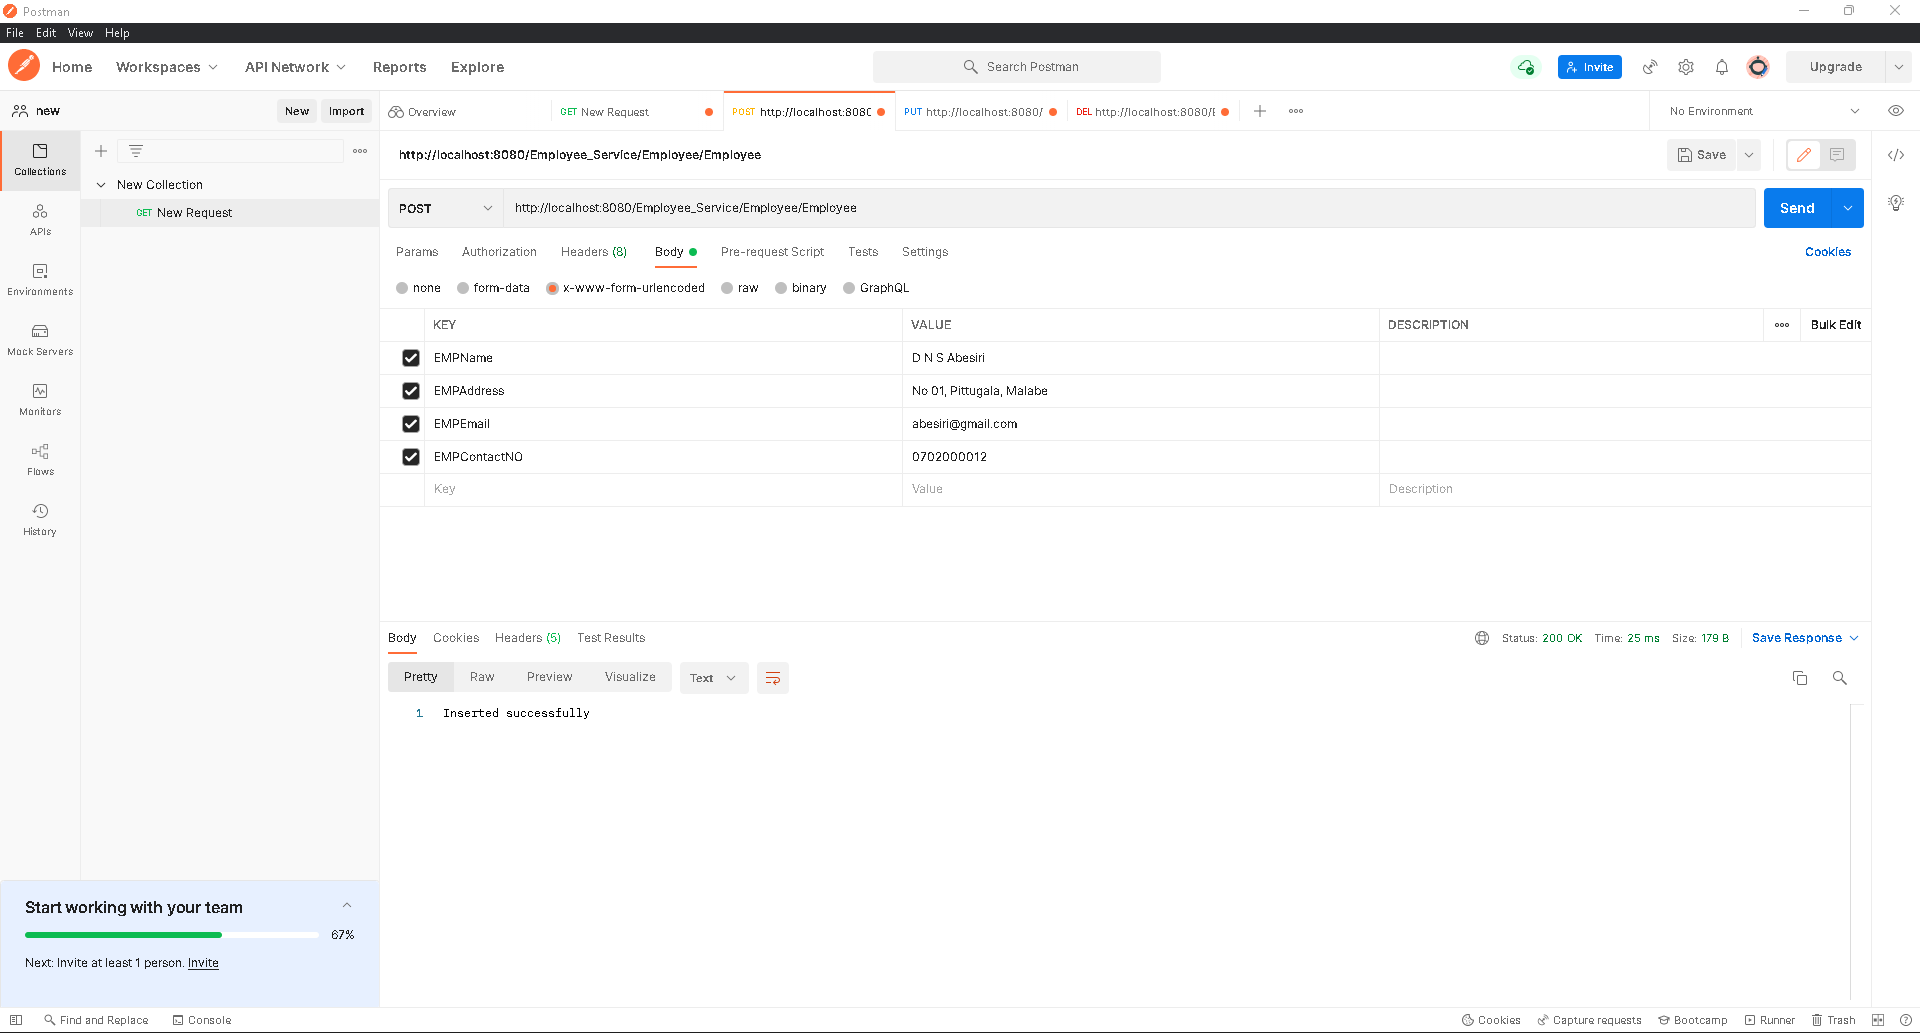 Postman
File Edit View Help
Home Workspaces API Network Reports Explore Search Postman Invite Upgrade
new New Import Overview GET New Request POST http://localhost:8080 PUT http://localhost:8080/ DEL http://localhost:8080/E No Environment
Collections
http://localhost:8080/Employee_Service/Employee/Employee Save
New Collection
GET New Request
POST http://localhost:8080/Employee_Service/Employee/Employee Send
APIs
Params Authorization Headers (8) Body Pre-request Script Tests Settings Cookies
none form-data x-www-form-urlencoded raw binary GraphQL
Environments
KEY VALUE DESCRIPTION Bulk Edit
Mock Servers
EMPName D N S Abesiri
EMPAddress No 01, Pittugala, Malabe
Monitors
EMPEmail abesiri@gmail.com
EMPContactNO 0702000012
Flows
Key Value Description
History
Body Cookies Headers (5) Test Results Status: 200 OK Time: 25 ms Size: 179 B Save Response
Pretty Raw Preview Visualize Text
1 Inserted successfully
Start working with your team
67%
Next: Invite at least 1 person. Invite
Find and Replace Console Cookies Capture requests Bootcamp Runner Trash